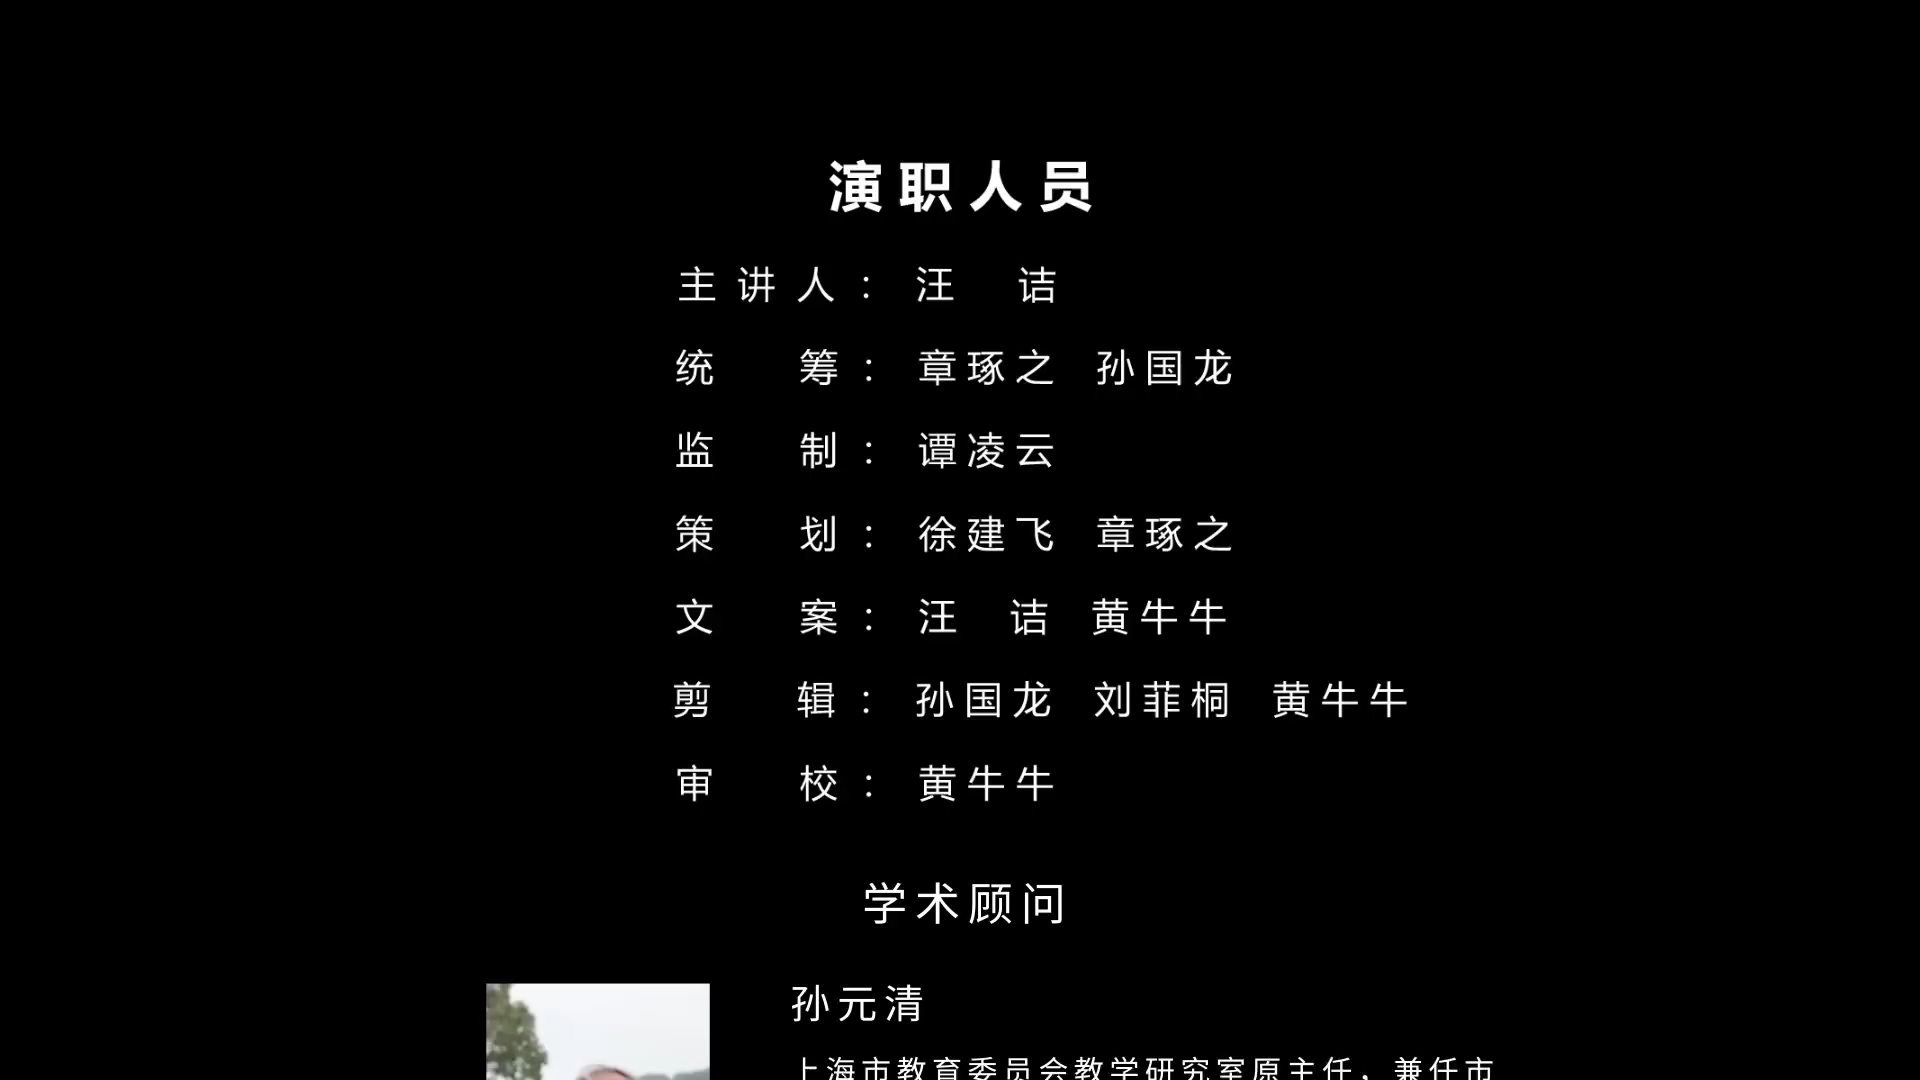 演职人员
主讲人： 汪 诘
统 筹： 章琢之 孙国龙
监 制： 谭凌云
策 划： 徐建飞 章琢之
文 案： 汪 诘 黄牛牛
剪 辑： 孙国龙 刘菲桐 黄牛牛
审 校： 黄牛牛
学术顾问
孙元清
上海市教育委员会教学研究室原主任，兼任市